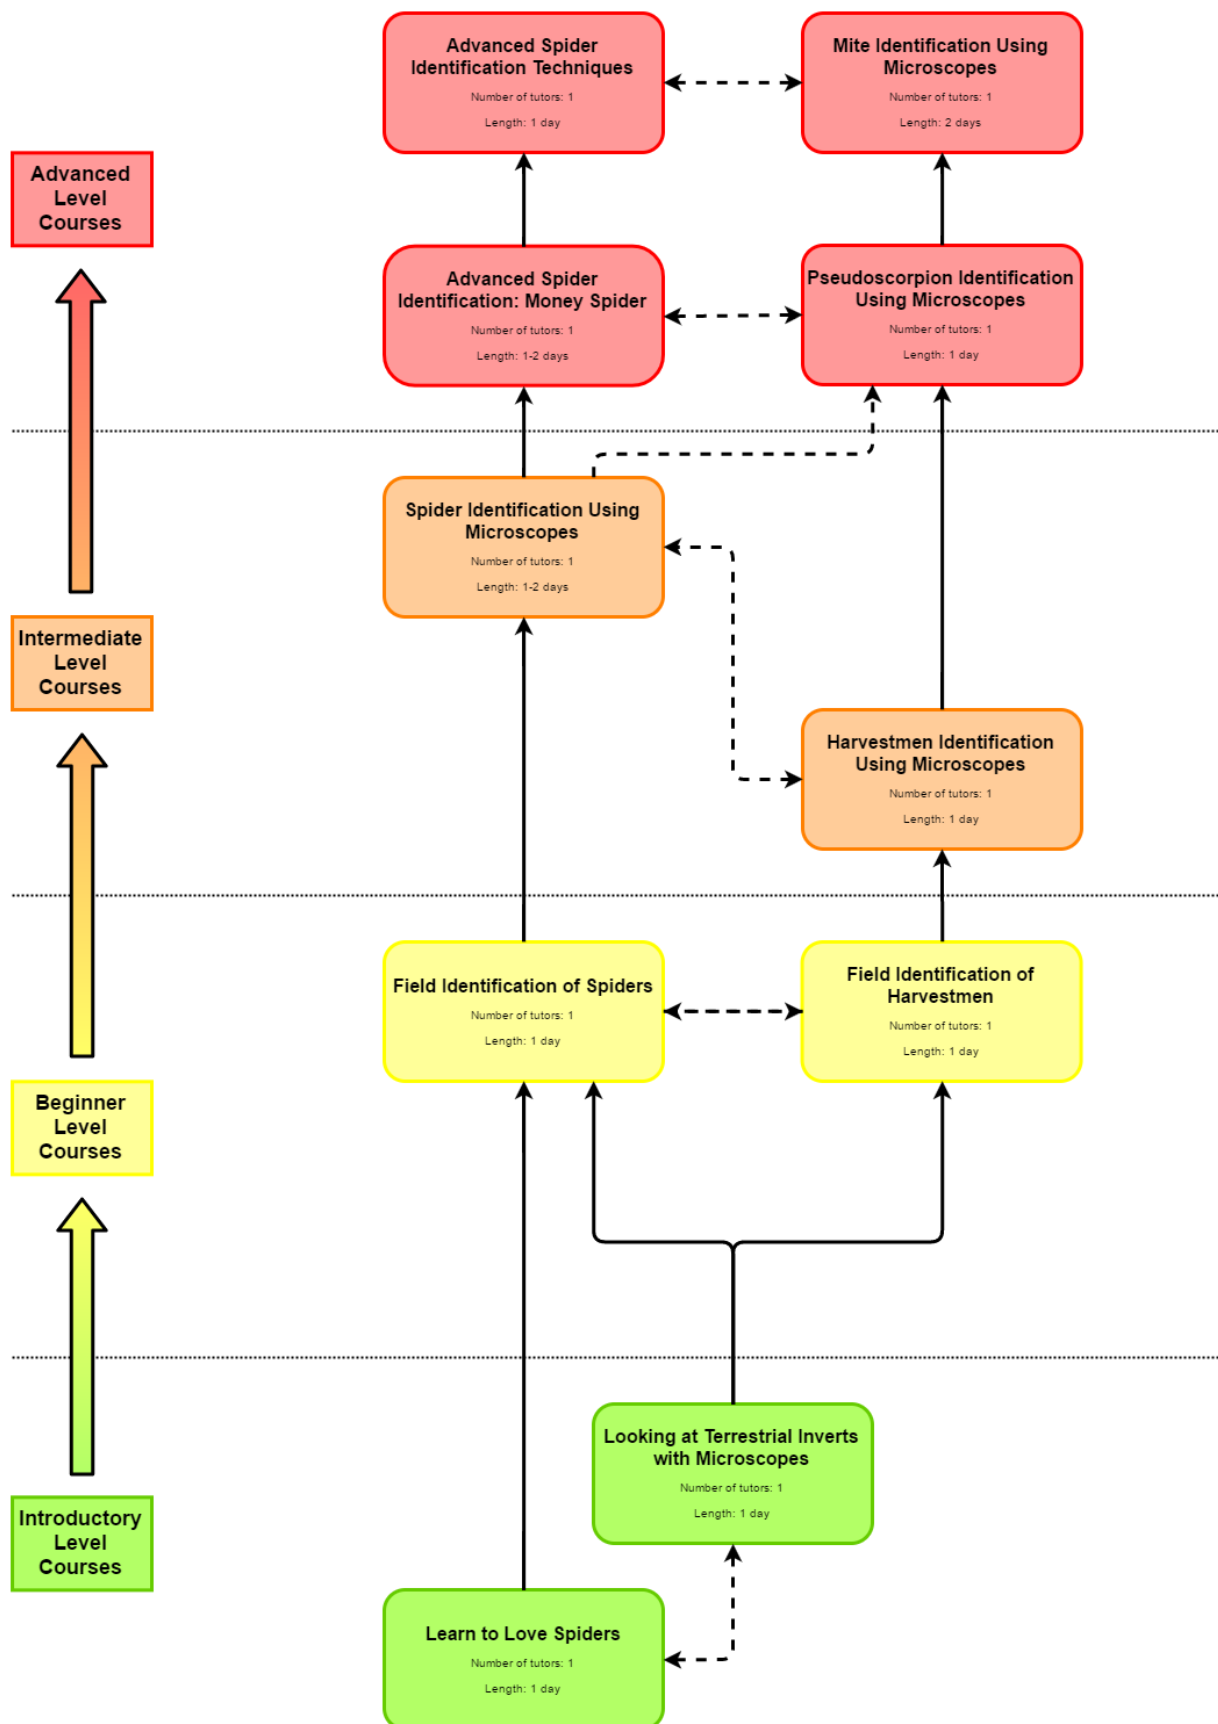 Advanced Spider
Identification Techniques
Number of tutors: 1
Length: 1 day
Mite Identification Using
Microscopes
Number of tutors: 1
Length: 2 days
Advanced
Level
Courses
Advanced Spider
Identification: Money Spider
Number of tutors: 1
Length: 1-2 days
Pseudoscorpion Identification
Using Microscopes
Number of tutors: 1
Length: 1 day
Spider Identification Using
Microscopes
Number of tutors: 1
Length: 1-2 days
Intermediate
Level
Courses
Harvestmen Identification
Using Microscopes
Number of tutors: 1
Length: 1 day
Field Identification of Spiders
Number of tutors: 1
Length: 1 day
Field Identification of
Harvestmen
Number of tutors: 1
Length: 1 day
Beginner
Level
Courses
Looking at Terrestrial Inverts
with Microscopes
Number of tutors: 1
Length: 1 day
Introductory
Level
Courses
Learn to Love Spiders
Number of tutors: 1
Length: 1 day